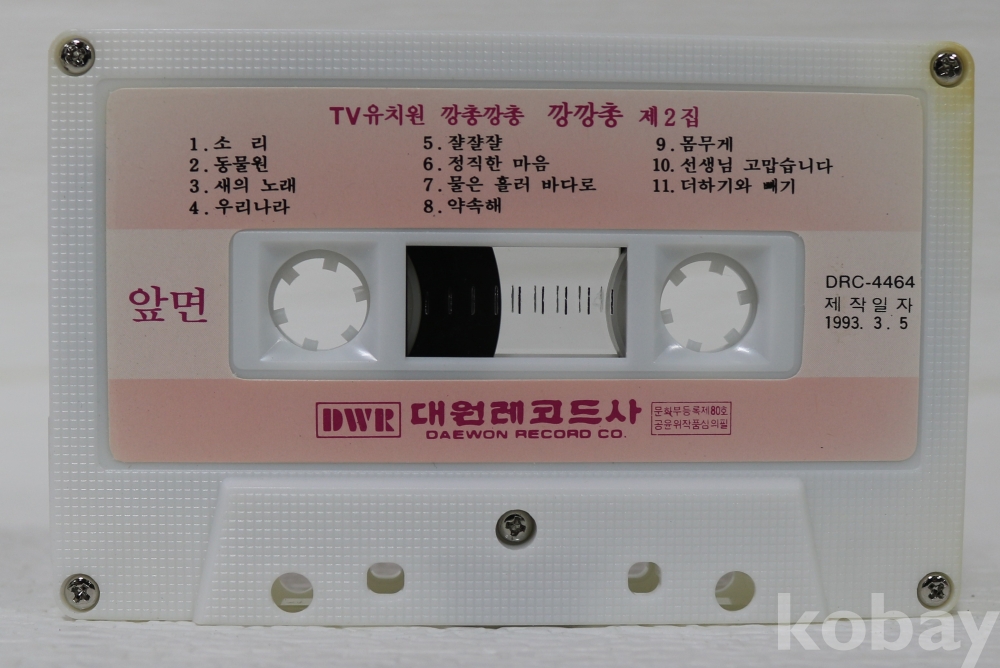 TV유치원 깡총깡총 깡깡총 제2집
1. 소 리
2. 동물원
3. 새의 노래
4. 우리나라
5. 쟐쟐쟐
6. 정직한 마음
7. 물은 흘러 바다로
8. 약속해
9. 몸무게
10. 선생님 고맙습니다
11. 더하기와 빼기
앞면
DRC-4464
제작일자
1993. 3. 5
DWR 대원레코드사
DAEWON RECORD CO.
문화부등록제80호
공윤위작품심의필
kobay